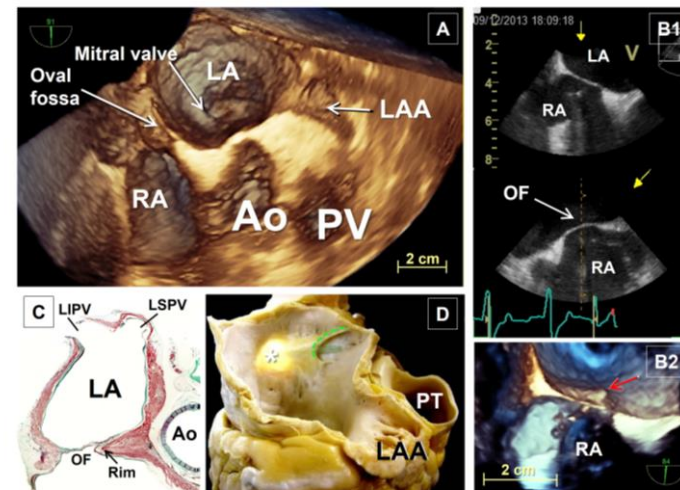 A
Mitral valve
LA
Oval
fossa
LAA
RA
Ao
PV
2 cm
09/12/2013 18:09:18
B1
LA
V
RA
2
4
6
8
OF
RA
C
LIPV
LSPV
LA
Ao
OF
Rim
D
*
PT
LAA
B2
RA
2 cm